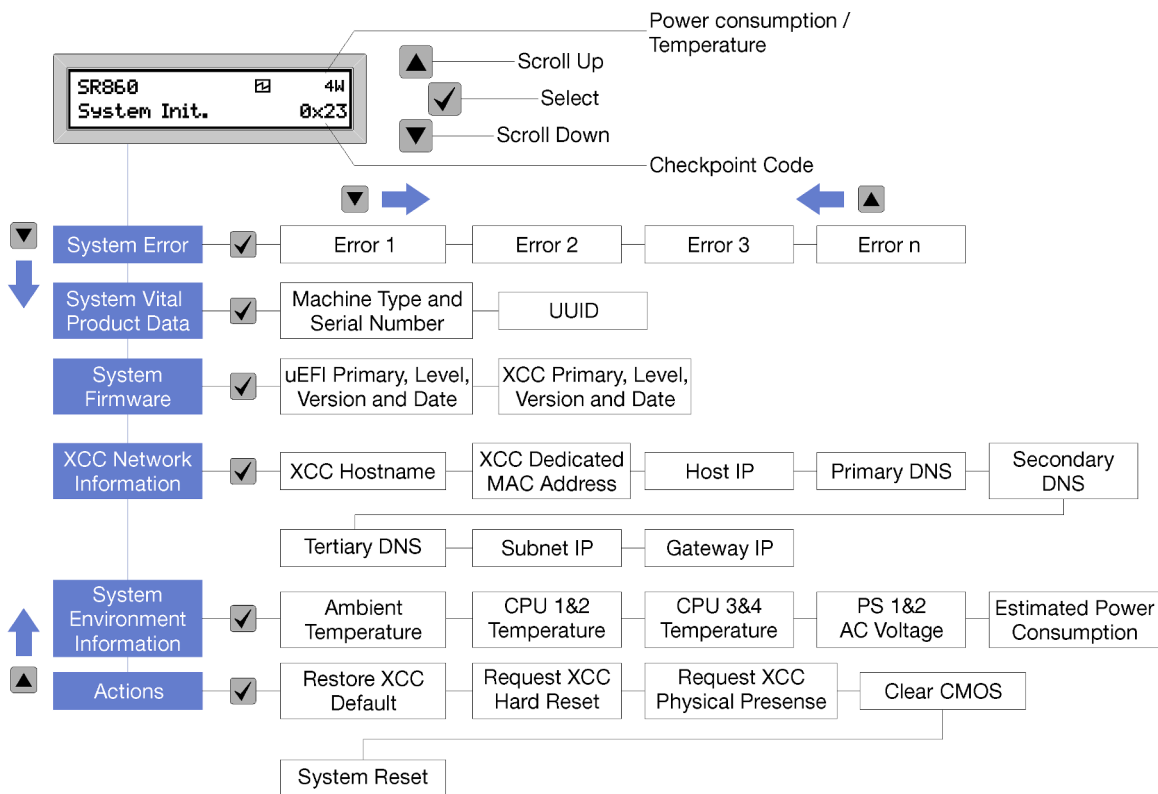 Power consumption /
Temperature
SR860 4W
System Init. 0x23
Scroll Up
Select
Scroll Down
Checkpoint Code
System Error
Error 1
Error 2
Error 3
Error n
System Vital
Product Data
Machine Type and
Serial Number
UUID
System
Firmware
uEFI Primary, Level,
Version and Date
XCC Primary, Level,
Version and Date
XCC Network
Information
XCC Hostname
XCC Dedicated
MAC Address
Host IP
Primary DNS
Secondary
DNS
Tertiary DNS
Subnet IP
Gateway IP
System
Environment
Information
Ambient
Temperature
CPU 1&2
Temperature
CPU 3&4
Temperature
PS 1&2
AC Voltage
Estimated Power
Consumption
Actions
Restore XCC
Default
Request XCC
Hard Reset
Request XCC
Physical Presense
Clear CMOS
System Reset